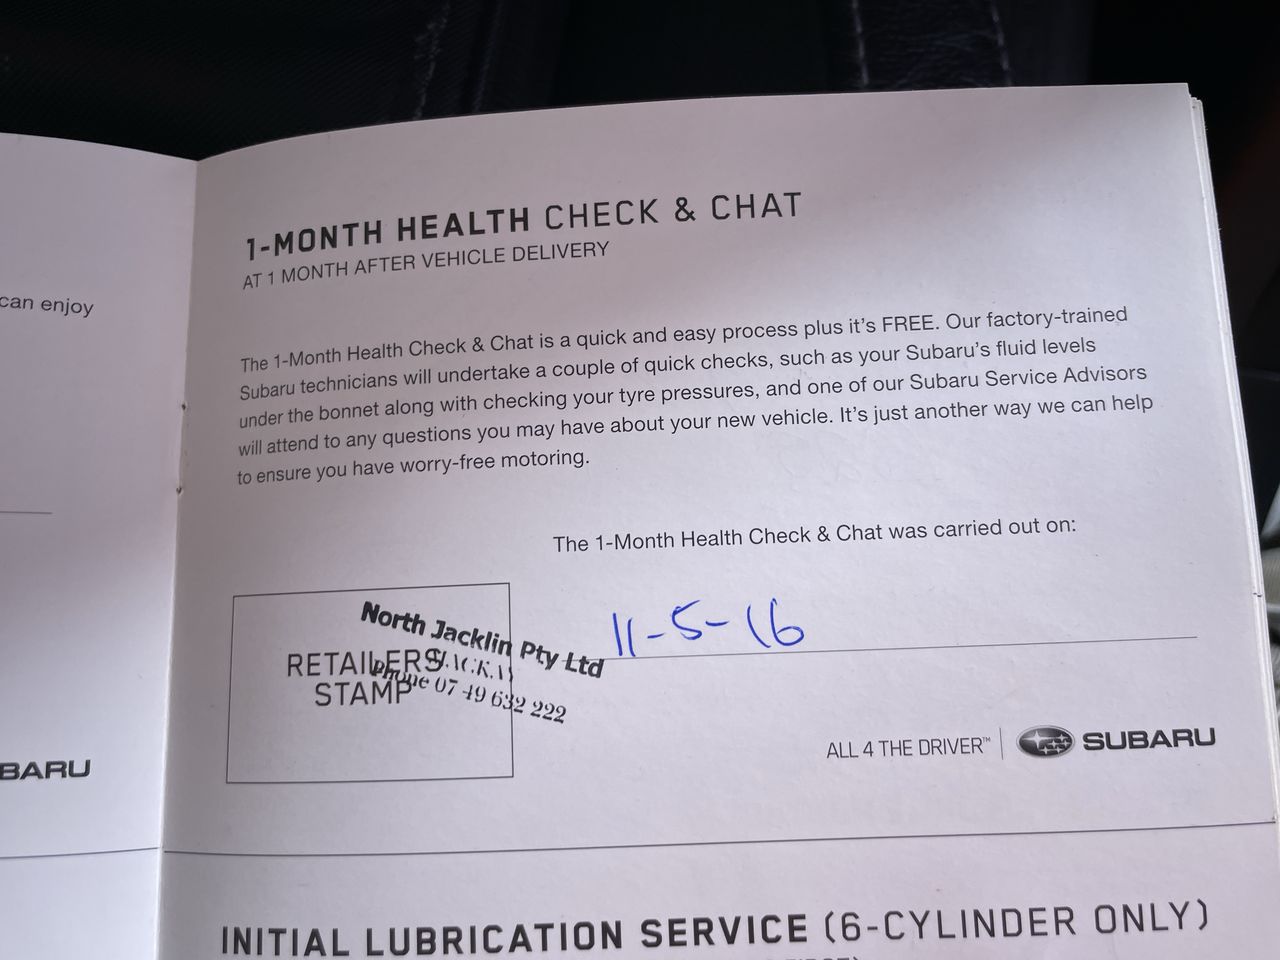 can enjoy
BARU
1-MONTH HEALTH CHECK & CHAT
AT 1 MONTH AFTER VEHICLE DELIVERY
The 1-Month Health Check & Chat is a quick and easy process plus it's FREE. Our factory-trained
Subaru technicians will undertake a couple of quick checks, such as your Subaru's fluid levels
under the bonnet along with checking your tyre pressures, and one of our Subaru Service Advisors
will attend to any questions you may have about your new vehicle. It's just another way we can help
to ensure you have worry-free motoring.
The 1-Month Health Check & Chat was carried out on:
11-5-16
RETAILERS
STAMP
North Jacklin Pty Ltd
MACKAY
Phone 07 49 632 222
ALL 4 THE DRIVER™
SUBARU
INITIAL LUBRICATION SERVICE (6-CYLINDER ONLY)